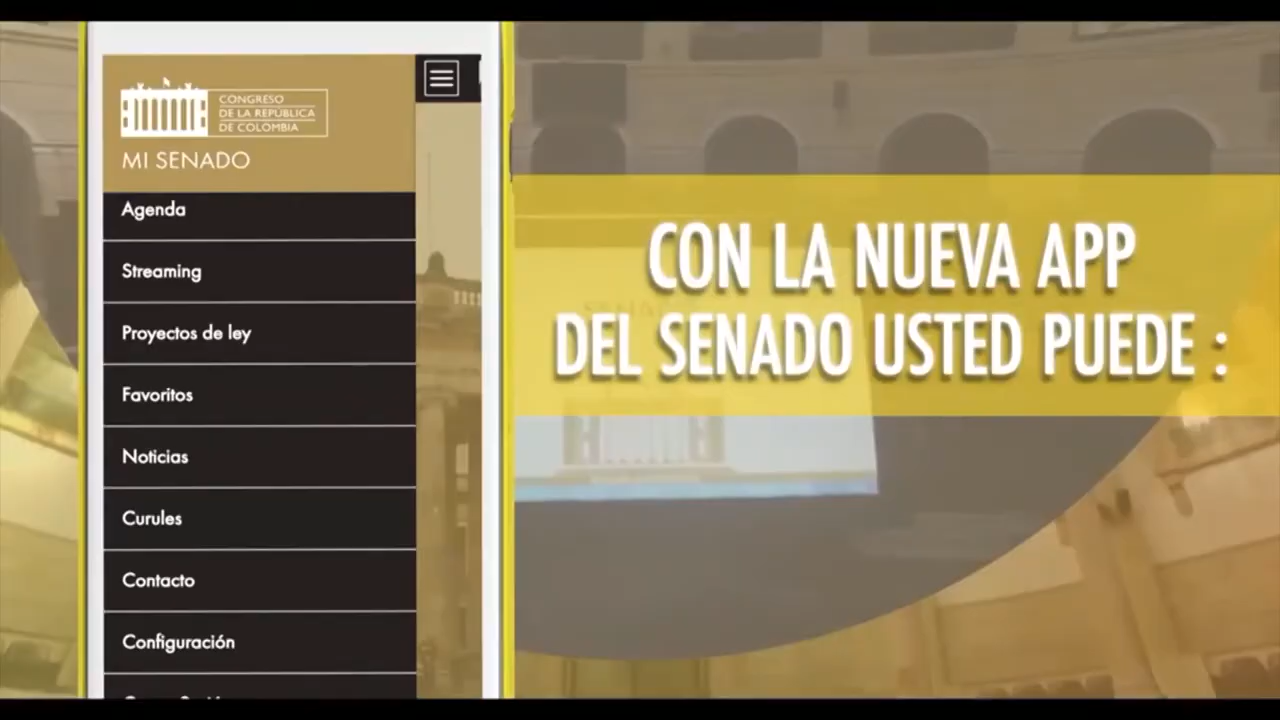 CONGRESO
DE LA REPÚBLICA
DE COLOMBIA
MI SENADO
Agenda
Streaming
Proyectos de ley
Favoritos
Noticias
Curules
Contacto
Configuración
CON LA NUEVA APP
DEL SENADO USTED PUEDE :